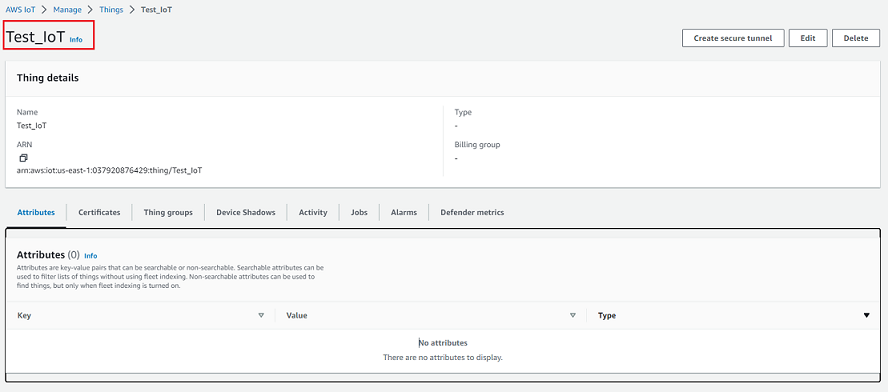 AWS IoT > Manage > Things > Test_IoT
Test_IoT Info
Create secure tunnel Edit Delete
Thing details
Name
Test_IoT
Type
-
ARN
arn:aws:iot:us-east-1:037920876429:thing/Test_IoT
Billing group
-
Attributes Certificates Thing groups Device Shadows Activity Jobs Alarms Defender metrics
Attributes (0) Info
Attributes are key-value pairs that can be searchable or non-searchable. Searchable attributes can be
used to filter lists of things without using fleet indexing. Non-searchable attributes can be used to
find things, but only when fleet indexing is turned on.
Key Value Type
No attributes
There are no attributes to display.